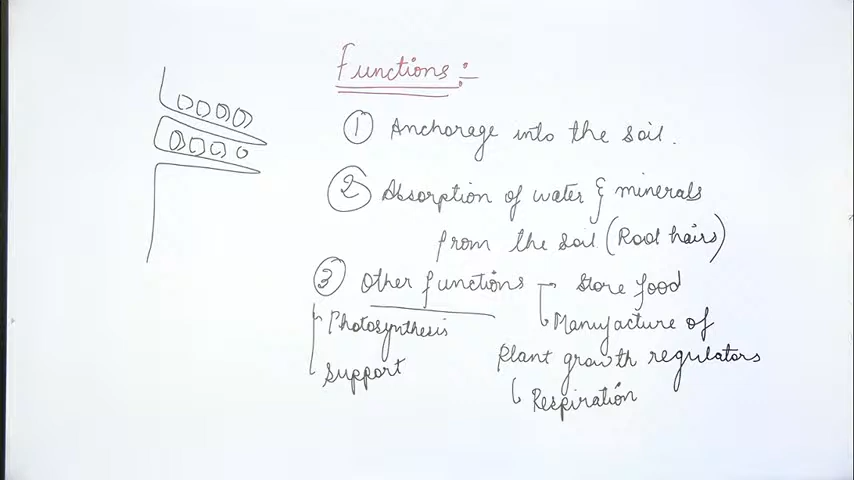 Functions :-
① Anchorage into the soil.
② Absorption of water & minerals
from the soil (Root hairs)
③ Other functions → Store food
Photosynthesis
Manufacture of
Support
Plant growth regulators
Respiration